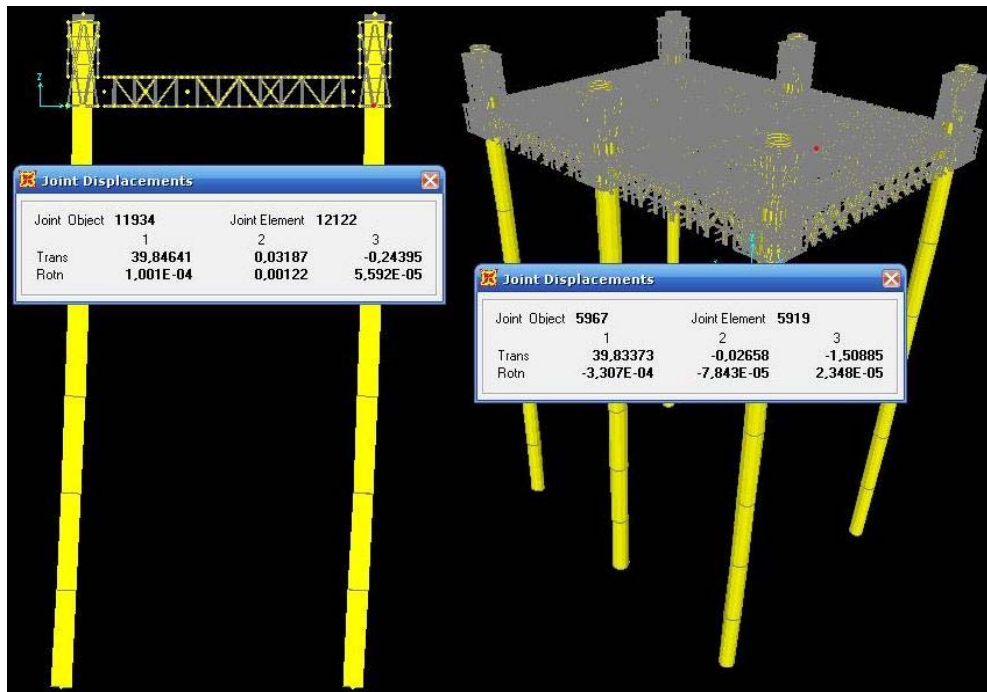 Z
Joint Displacements
Joint Object 11934 Joint Element 12122
1 2 3
Trans 39,84641 0,03187 -0,24395
Rotn 1,001E-04 0,00122 5,592E-05
Z
Joint Displacements
Joint Object 5967 Joint Element 5919
1 2 3
Trans 39,83373 -0,02658 -1,50885
Rotn -3,307E-04 -7,843E-05 2,348E-05